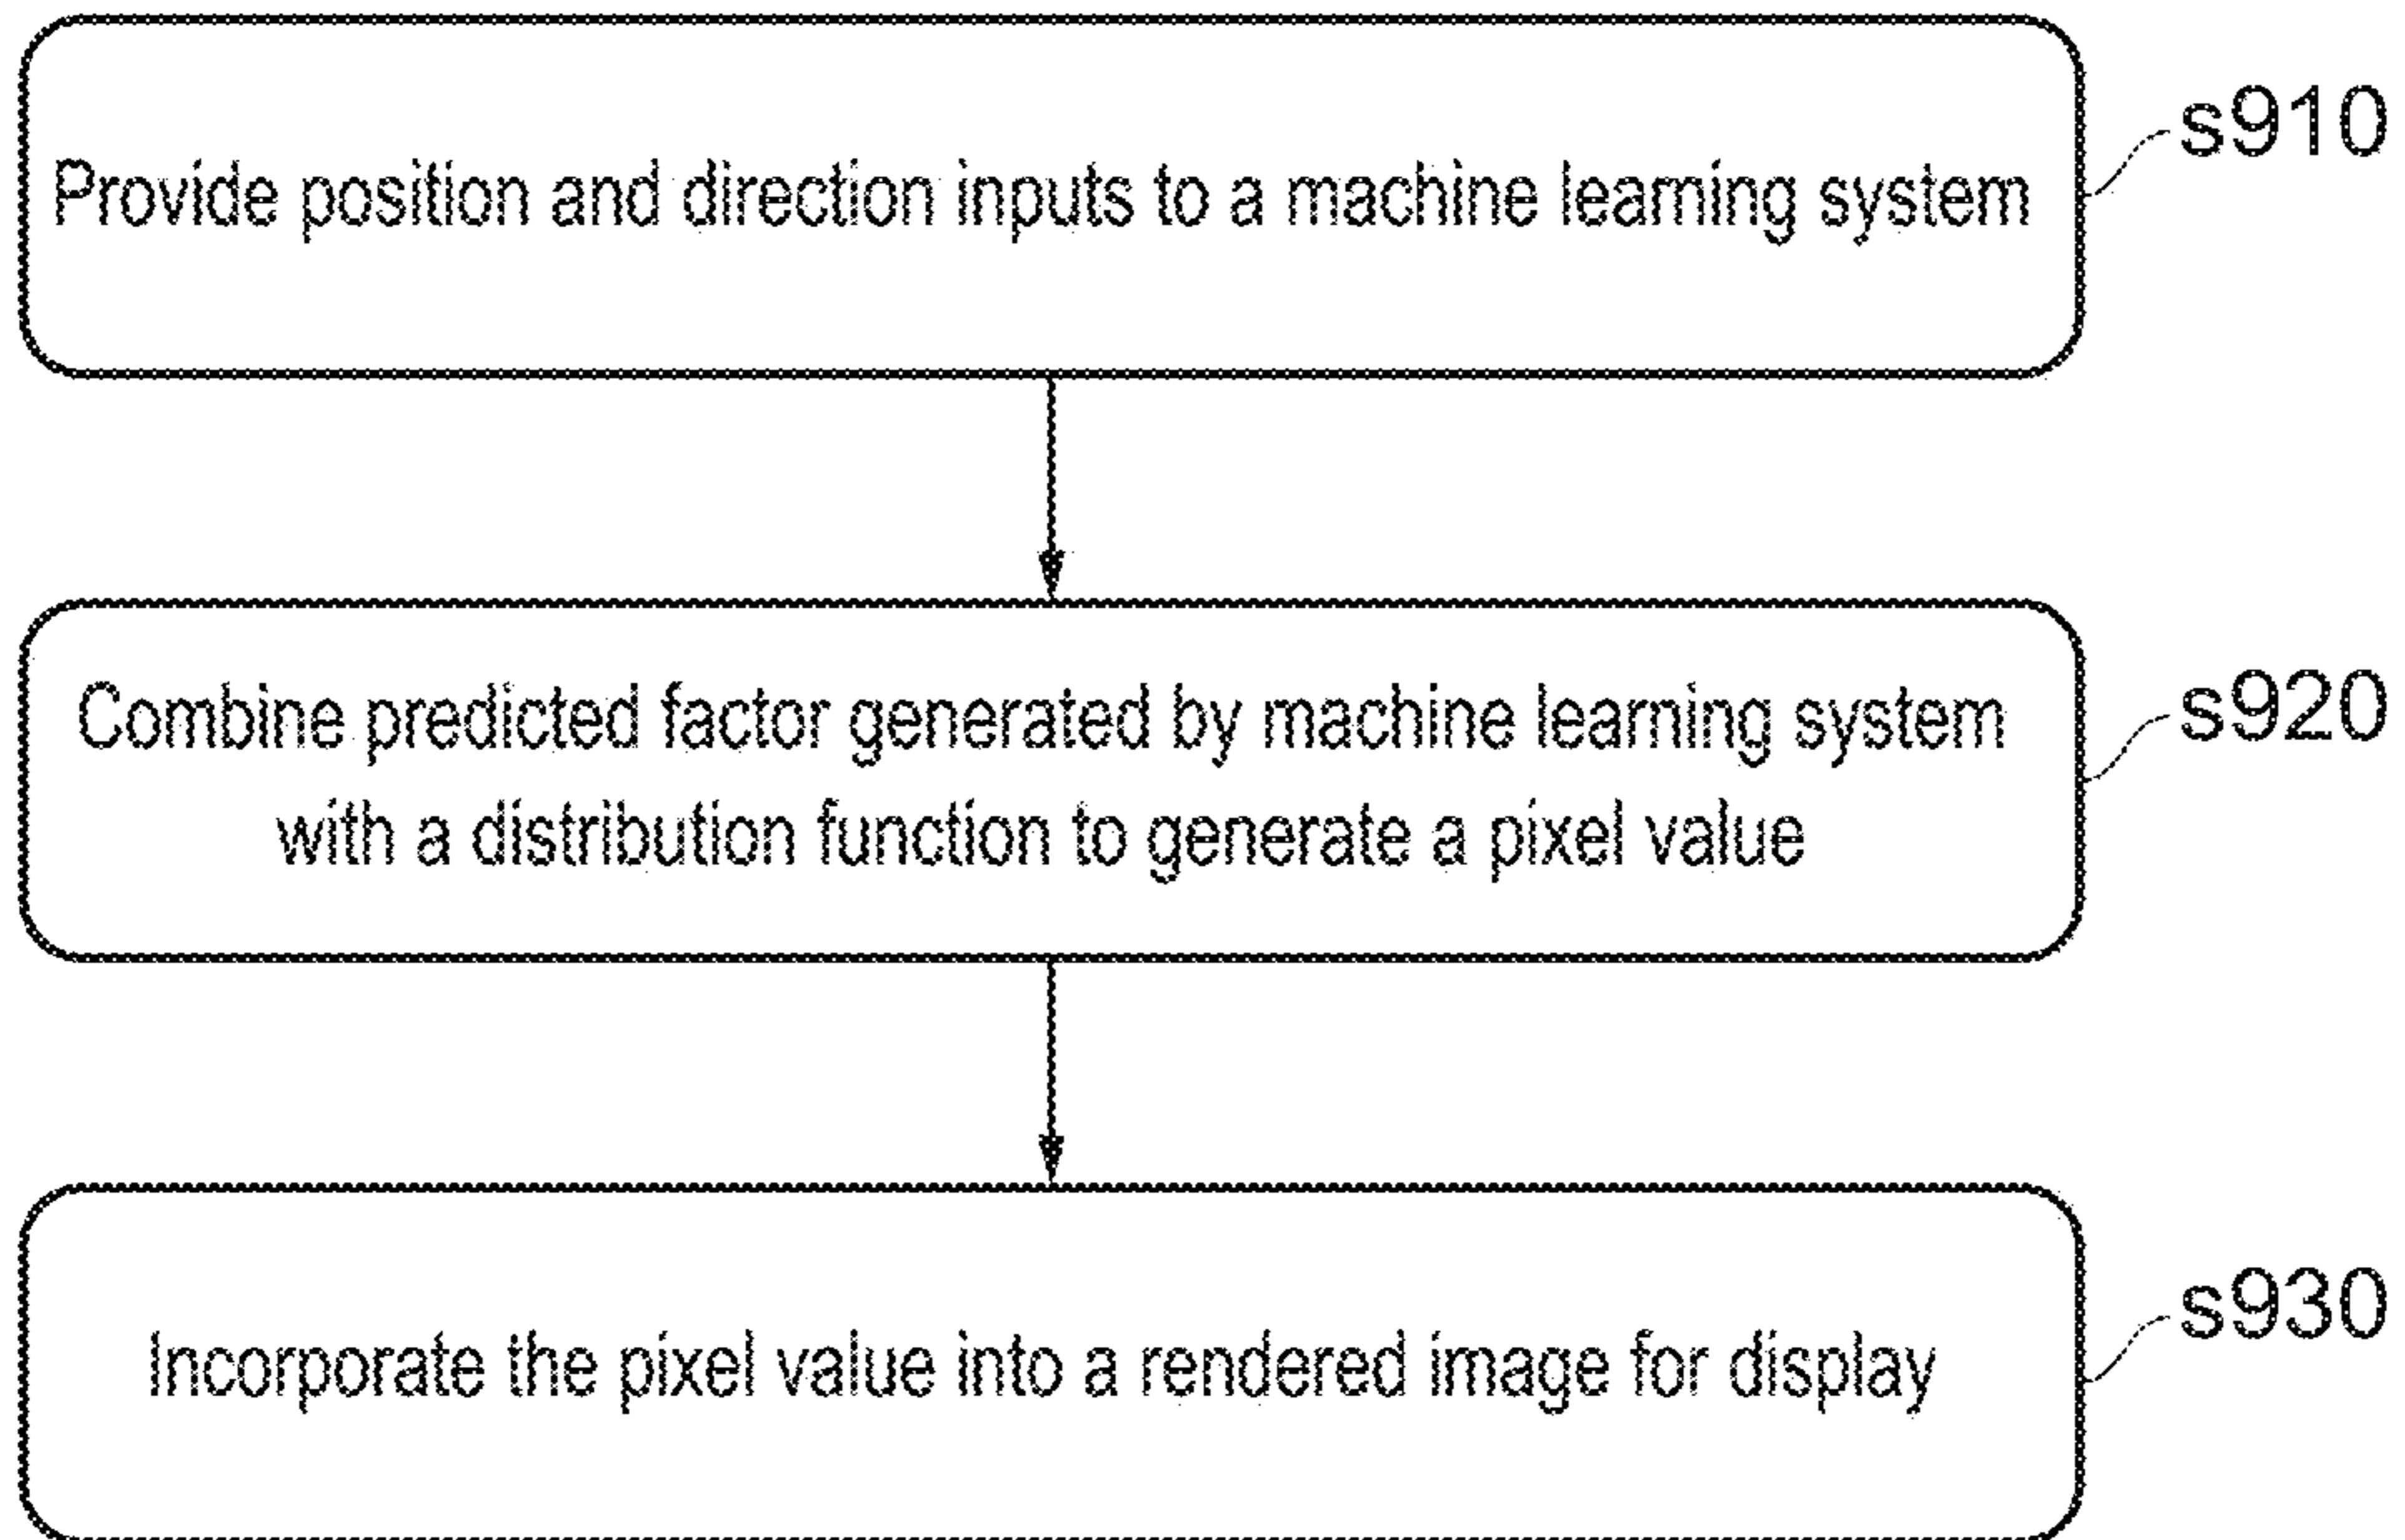 Provide position and direction inputs to a machine learning system
s910
Combine predicted factor generated by machine learning system
with a distribution function to generate a pixel value
s920
Incorporate the pixel value into a rendered image for display
s930